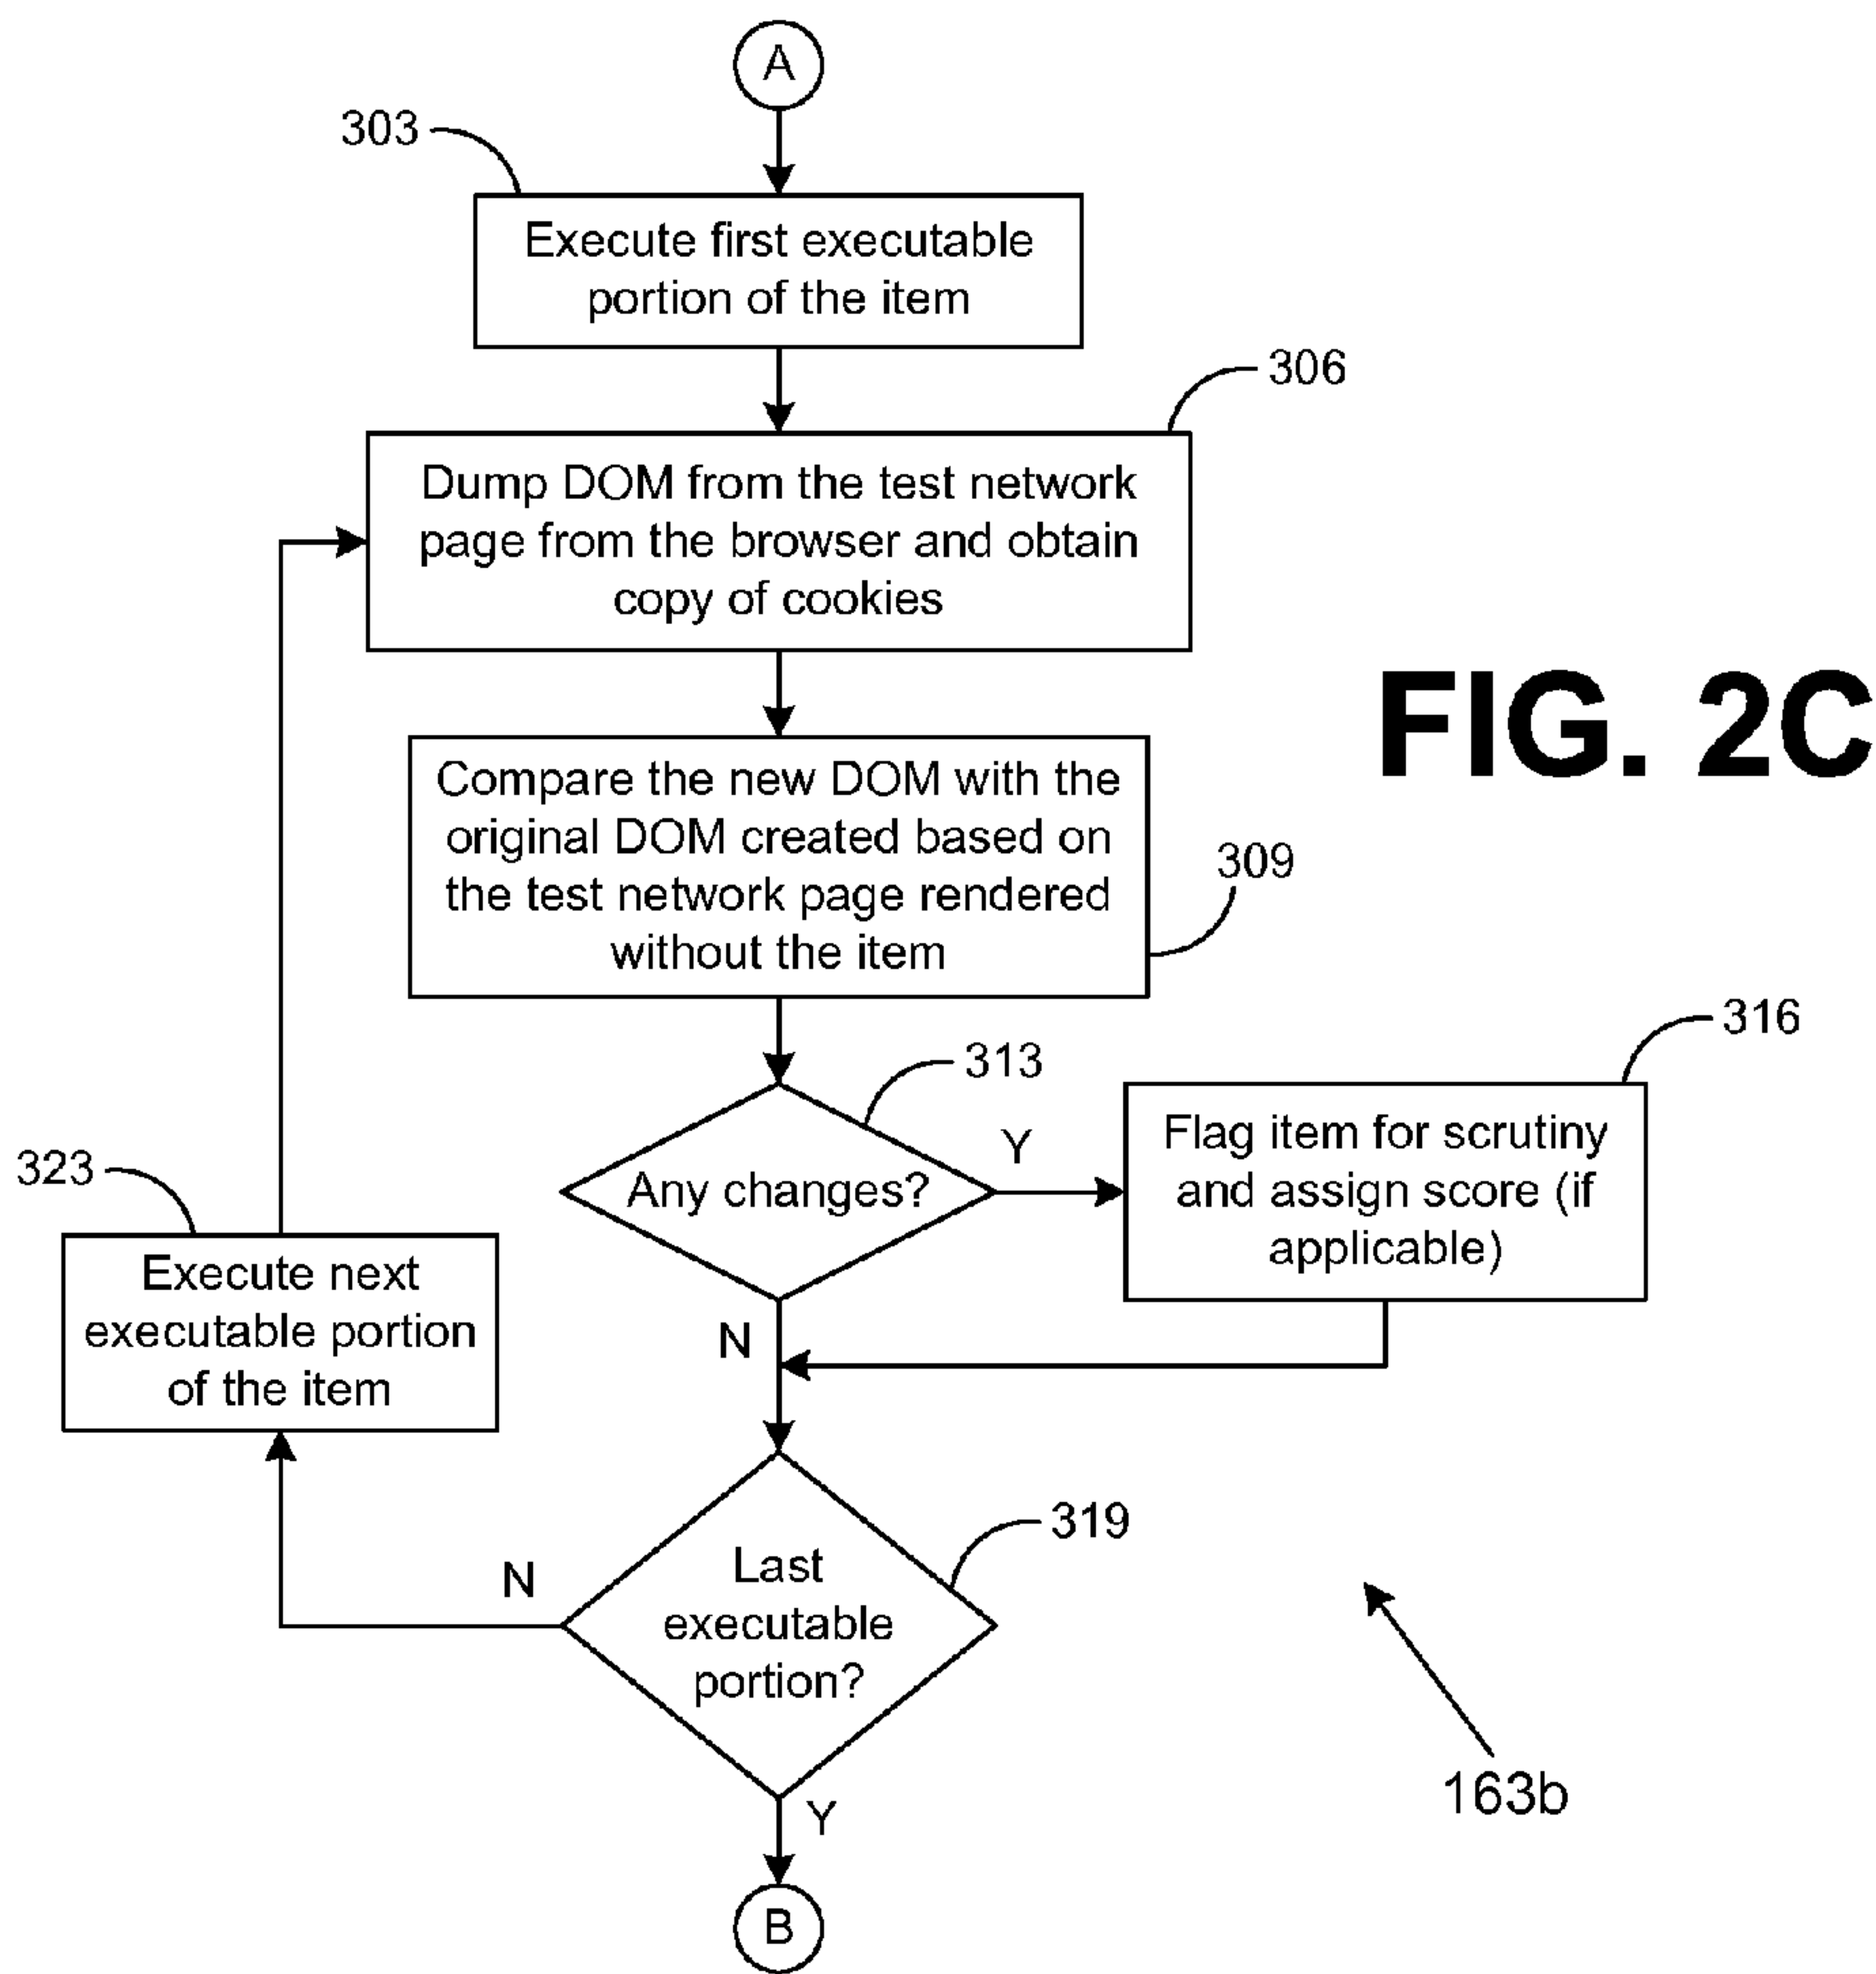 A
303
Execute first executable
portion of the item
306
Dump DOM from the test network
page from the browser and obtain
copy of cookies
FIG. 2C
Compare the new DOM with the
original DOM created based on
the test network page rendered
without the item
309
316
313
Y
Any changes?
Flag item for scrutiny
and assign score (if
applicable)
323
Execute next
executable portion
of the item
N
319
N
Last
executable
portion?
163b
Y
B